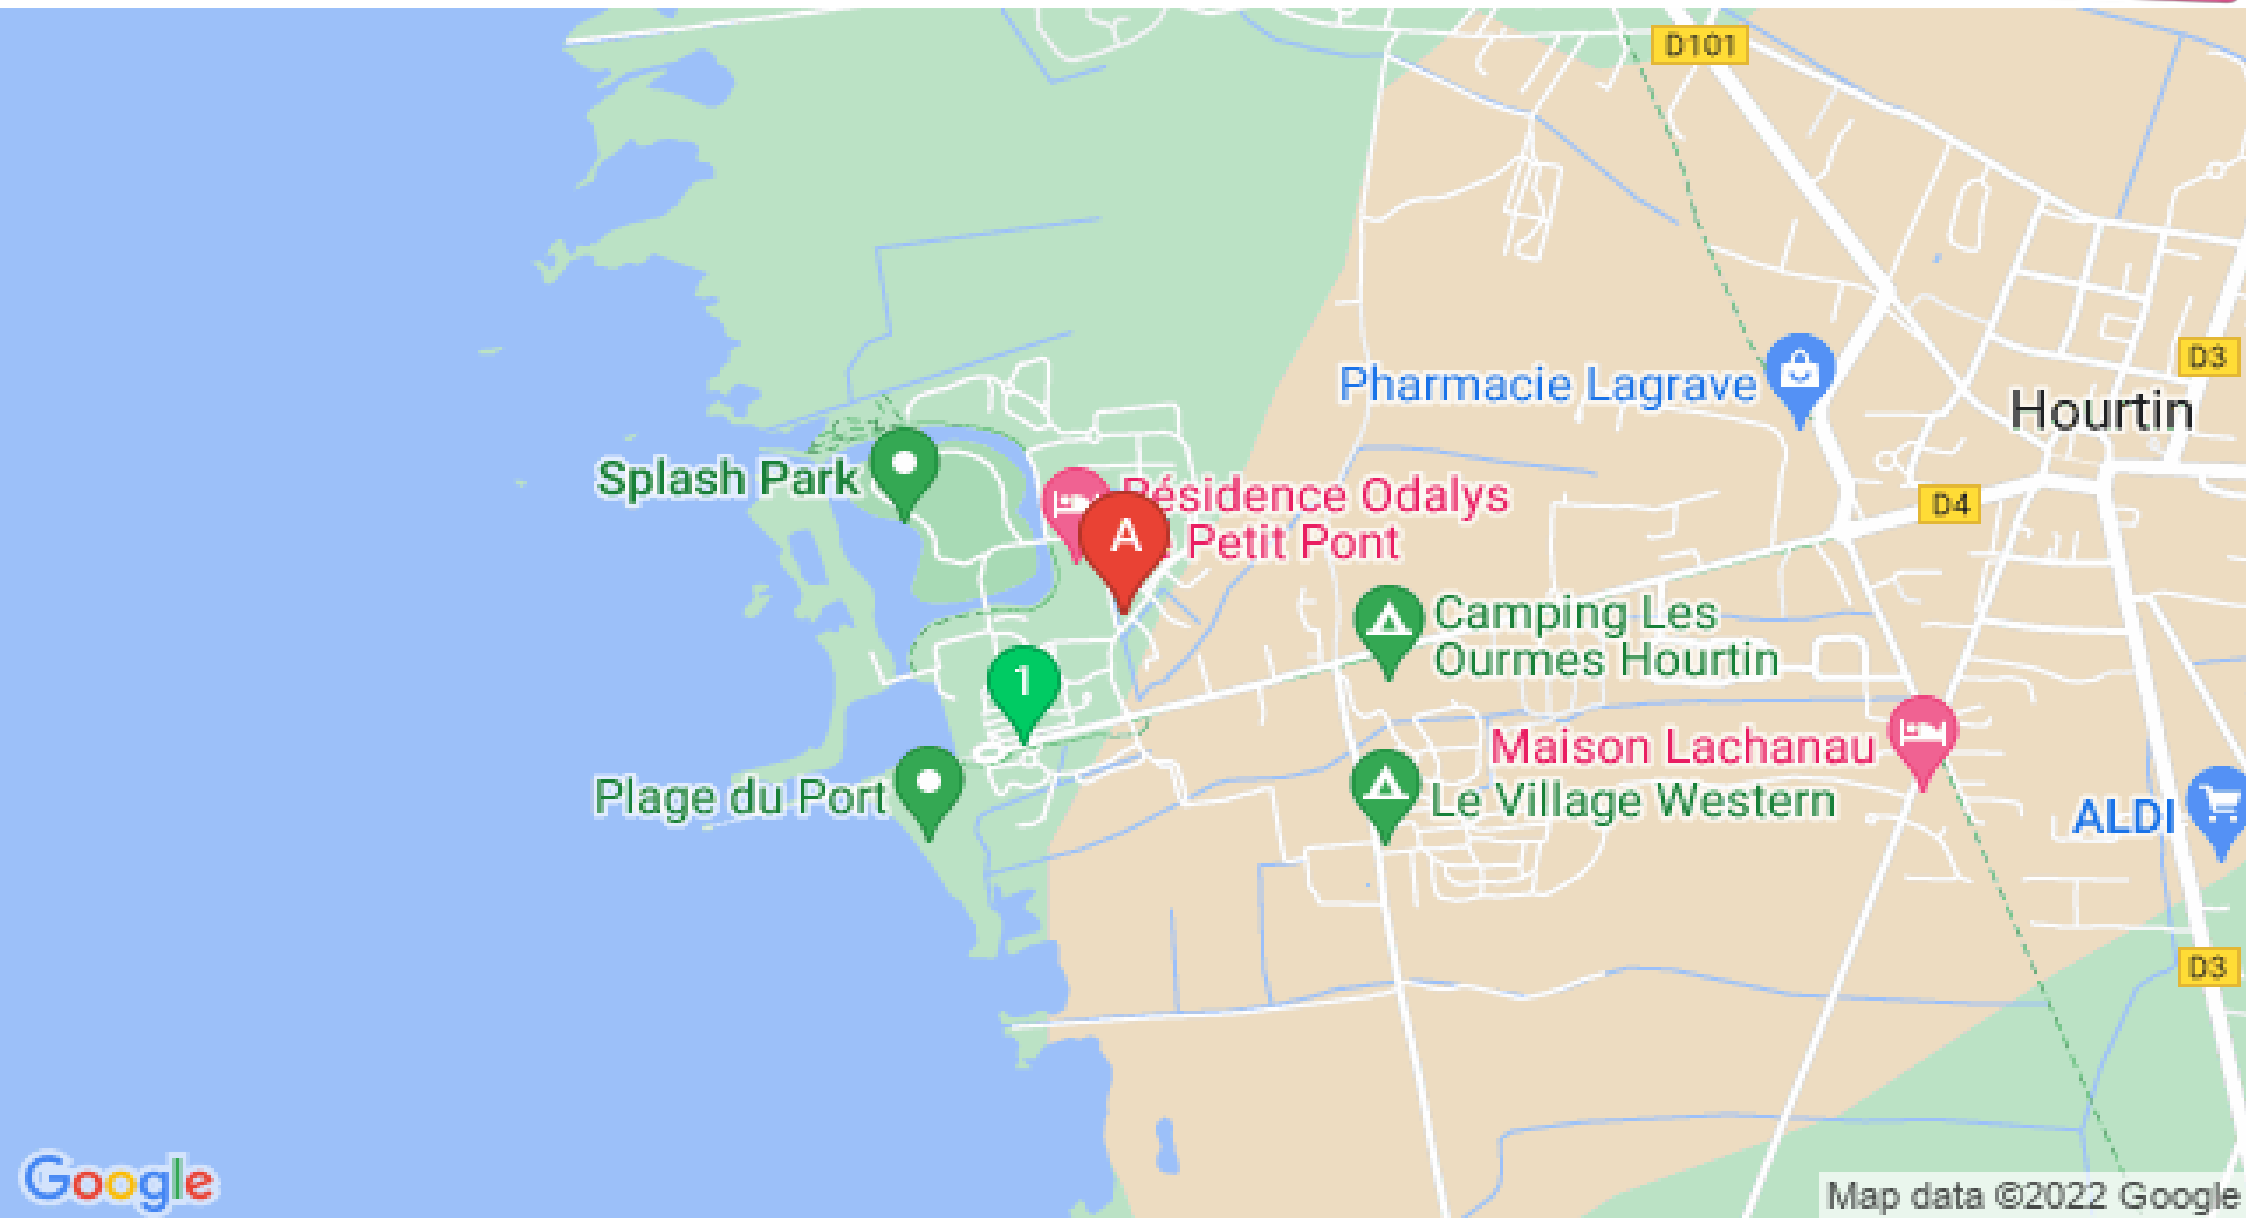 D101
D3
Pharmacie Lagrave
Hourtin
Splash Park
Résidence Odalys
Petit Pont
A
D4
Camping Les
Ourmes Hourtin
1
Maison Lachanau
Plage du Port
Le Village Western
ALDI
D3
Google
Map data ©2022 Google